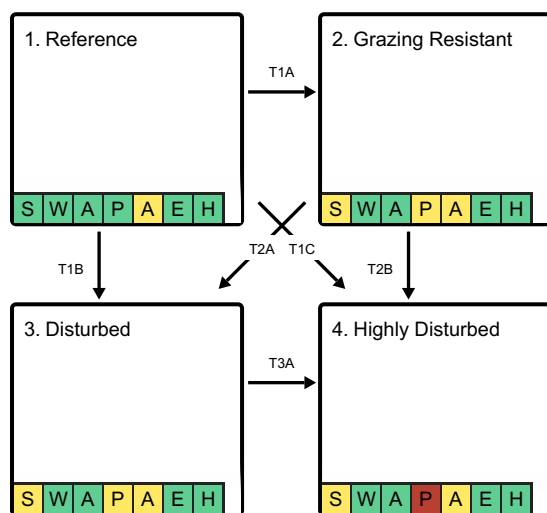 1. Reference
2. Grazing Resistant
T1A
S W A P A E H
S W A P A E H
T1B
T2A
T1C
T2B
3. Disturbed
4. Highly Disturbed
T3A
S W A P A E H
S W A P A E H